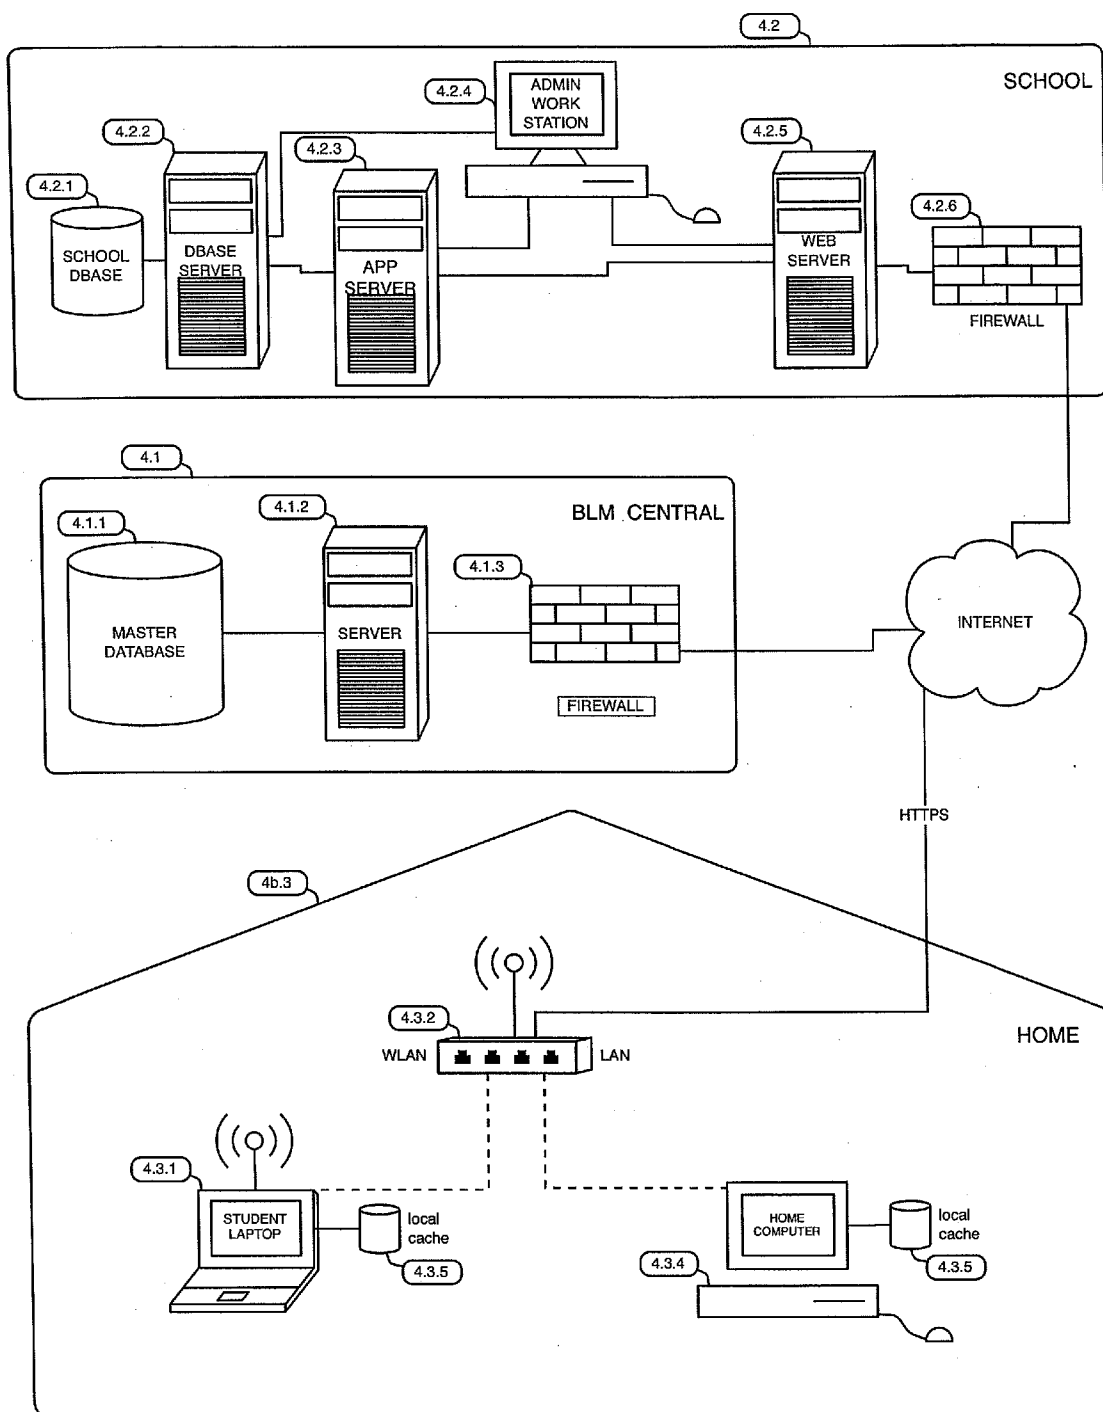 4.2
SCHOOL
4.2.4
ADMIN
WORK
STATION
4.2.2
4.2.3
4.2.5
4.2.1
4.2.6
SCHOOL
DBASE
DBASE
SERVER
APP
SERVER
WEB
SERVER
FIREWALL
4.1
BLM CENTRAL
4.1.1
4.1.2
4.1.3
MASTER
DATABASE
SERVER
FIREWALL
INTERNET
HTTPS
4b.3
HOME
4.3.2
WLAN
LAN
4.3.1
STUDENT
LAPTOP
local
cache
4.3.5
HOME
COMPUTER
local
cache
4.3.4
4.3.5